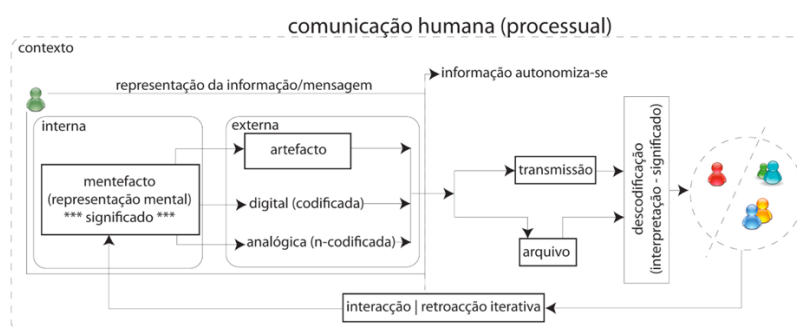 comunicação humana (processual)
contexto
representação da informação/mensagem
informação autonomiza-se
interna
externa
mentefacto
(representação mental)
*** significado ***
artefacto
digital (codificada)
analógica (n-codificada)
transmissão
arquivo
descodificação
(interpretação - significado)
interacção | retroacção iterativa